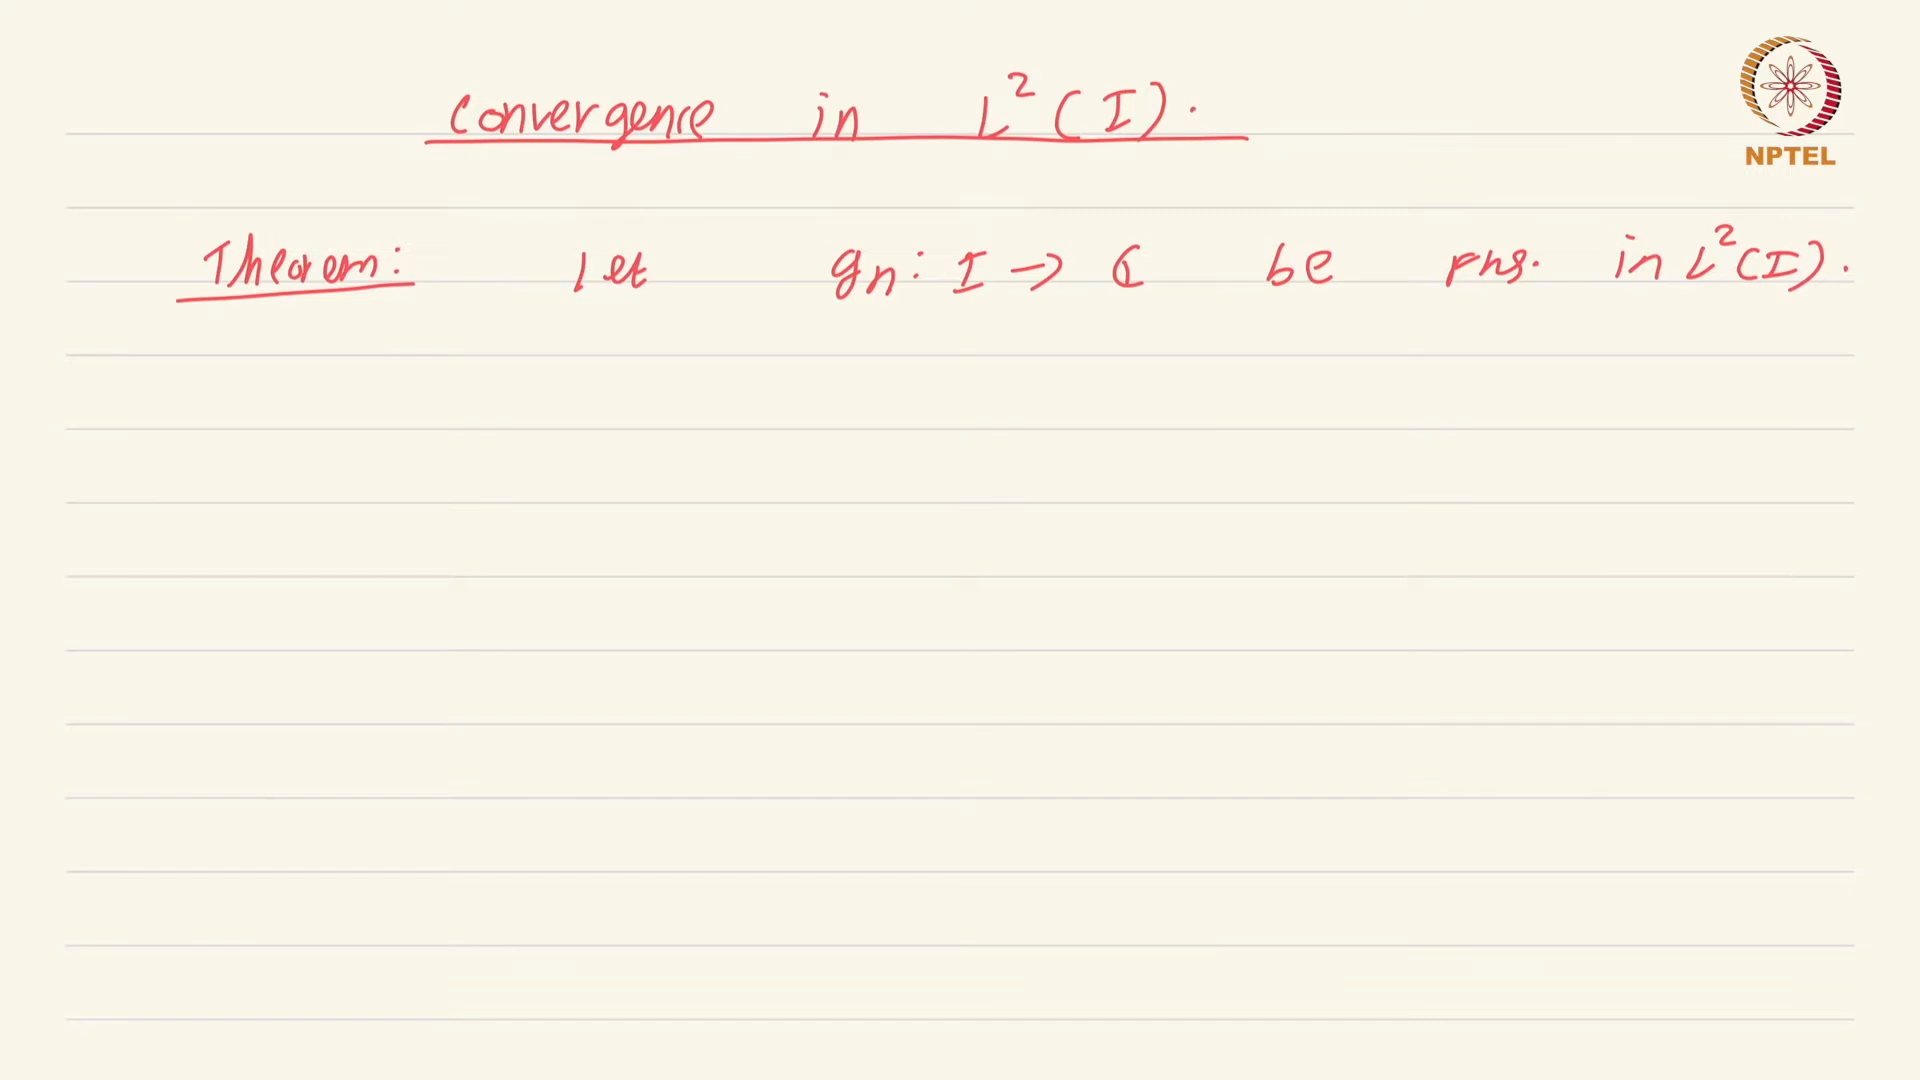 Convergence in L²(I).
NPTEL
Theorem: Let gn: I → ℂ be fns. in L²(I).